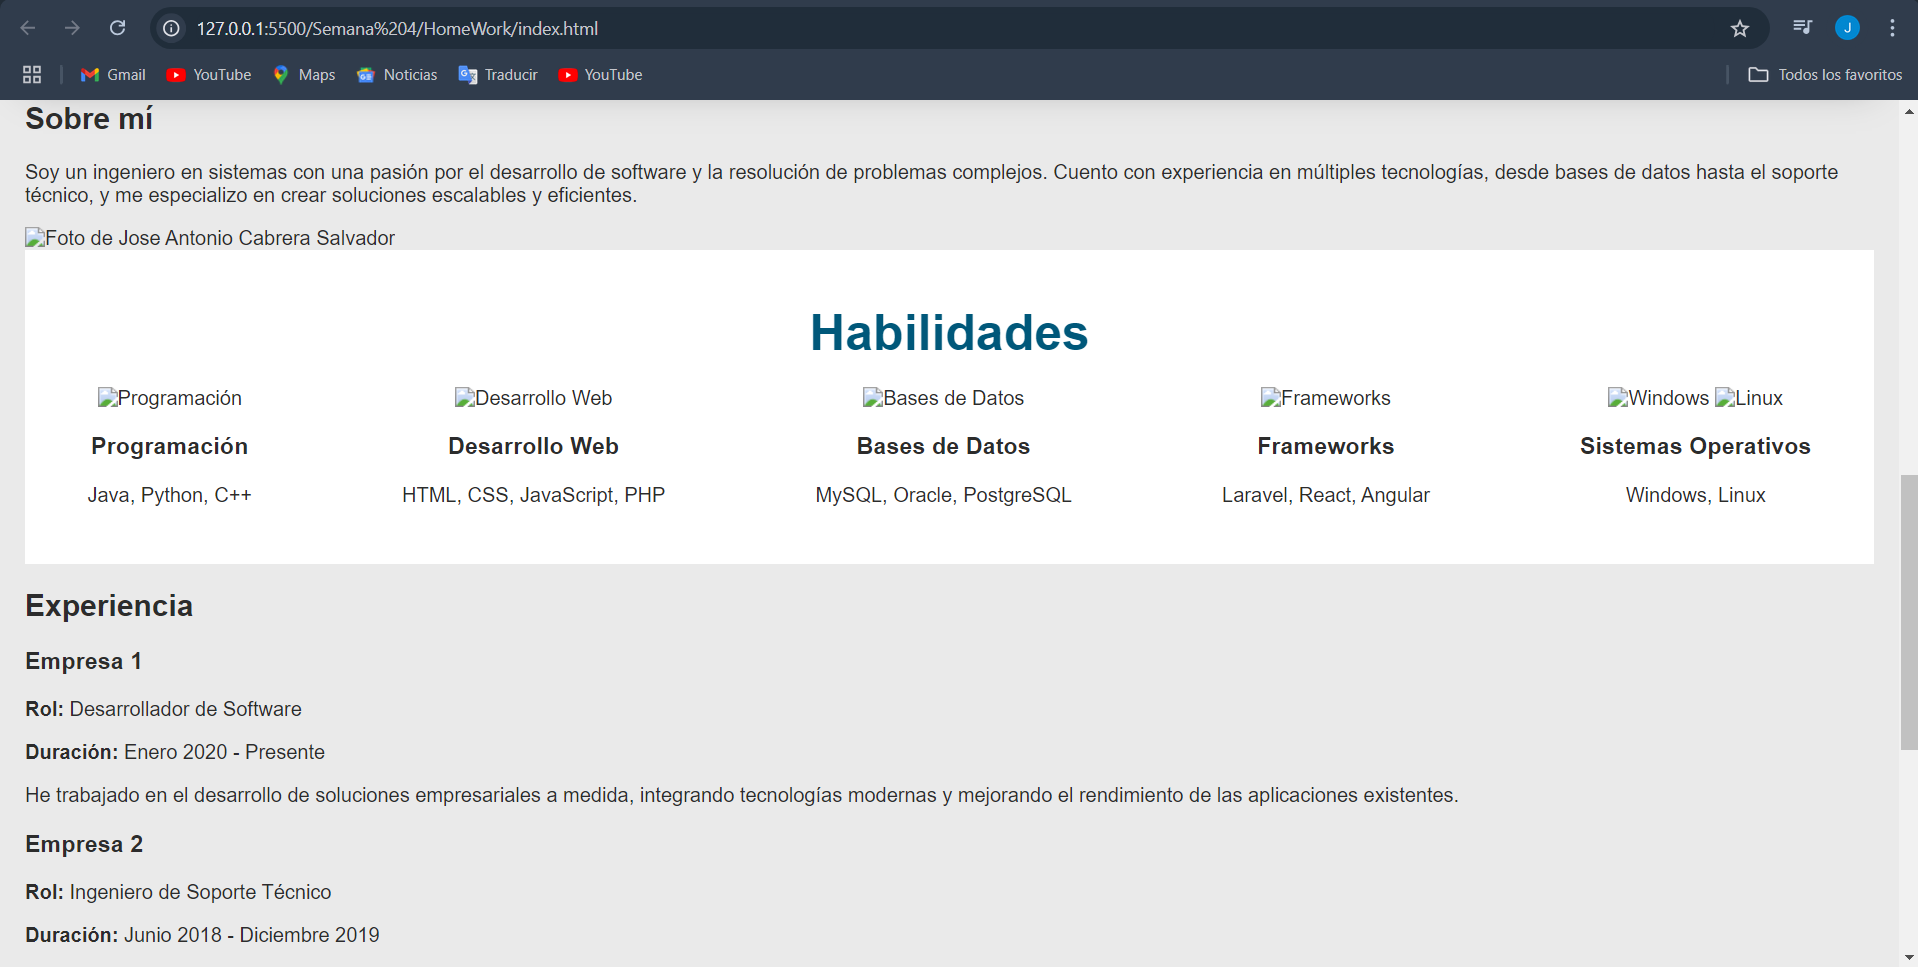 127.0.0.1:5500/Semana%204/HomeWork/index.html
J
Gmail YouTube Maps Noticias Traducir YouTube Todos los favoritos
Sobre mí
Soy un ingeniero en sistemas con una pasión por el desarrollo de software y la resolución de problemas complejos. Cuento con experiencia en múltiples tecnologías, desde bases de datos hasta el soporte
técnico, y me especializo en crear soluciones escalables y eficientes.
Foto de Jose Antonio Cabrera Salvador
Habilidades
Programación Desarrollo Web Bases de Datos Frameworks Windows Linux
Programación Desarrollo Web Bases de Datos Frameworks Sistemas Operativos
Java, Python, C++ HTML, CSS, JavaScript, PHP MySQL, Oracle, PostgreSQL Laravel, React, Angular Windows, Linux
Experiencia
Empresa 1
Rol: Desarrollador de Software
Duración: Enero 2020 - Presente
He trabajado en el desarrollo de soluciones empresariales a medida, integrando tecnologías modernas y mejorando el rendimiento de las aplicaciones existentes.
Empresa 2
Rol: Ingeniero de Soporte Técnico
Duración: Junio 2018 - Diciembre 2019